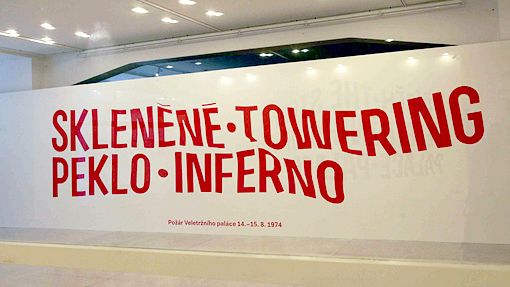 SKLENĚNÉ • TOWERING
PEKLO • INFERNO
Požár Veletržního paláce 14.–15. 8. 1974